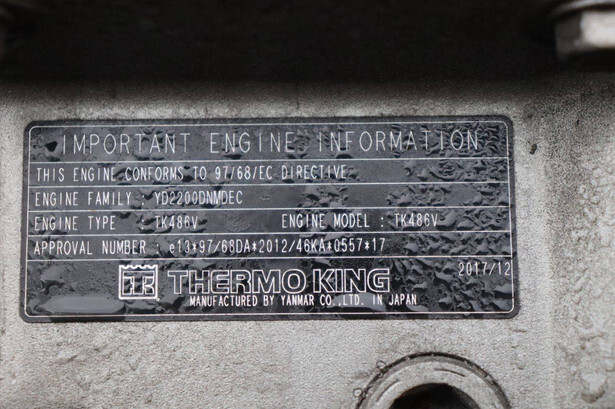 IMPORTANT ENGINE INFORMATION
THIS ENGINE CONFORMS TO 97/68/EC DIRECTIVE
ENGINE FAMILY : YD2200DNMDEC
ENGINE TYPE : TK486V ENGINE MODEL : TK486V
APPROVAL NUMBER : e13*97/68DA*2012/46KA*0557*17
2017/12
THERMO KING
MANUFACTURED BY YANMAR CO.,LTD. IN JAPAN